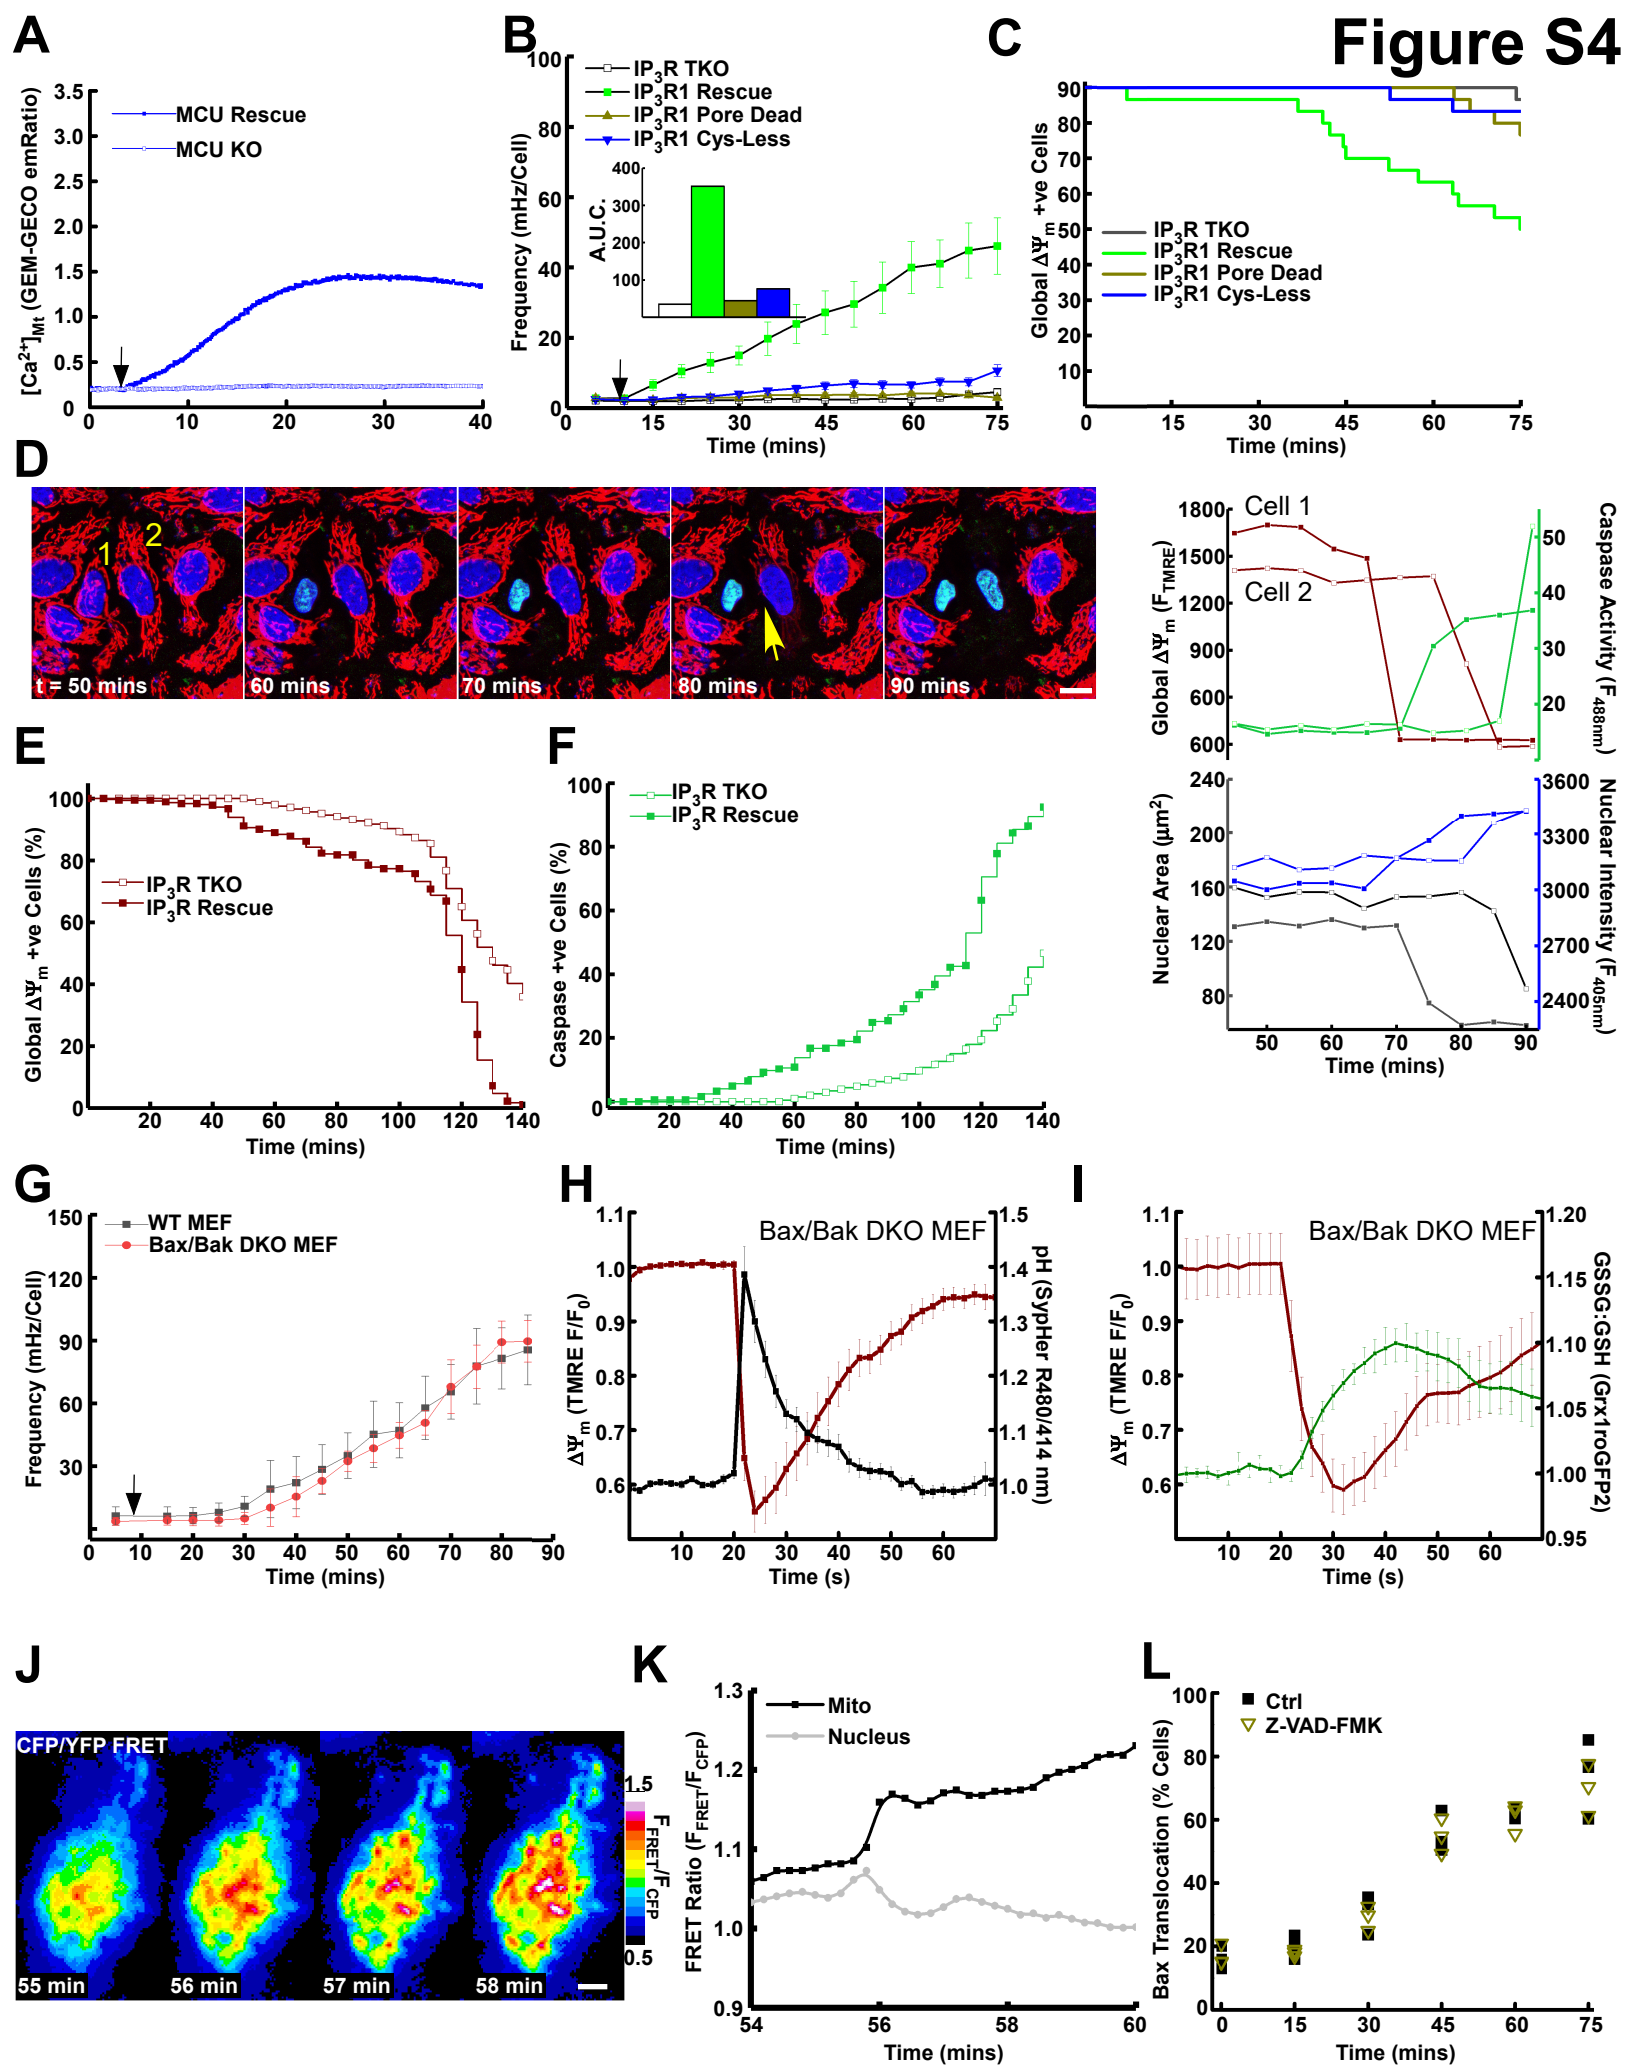 Figure S4
A
[Ca2+]Mt (GEM-GECO emRatio)
3.5
3.0
2.5
2.0
1.5
1.0
0.5
0
MCU Rescue
MCU KO
0 10 20 30 40
B
Frequency (mHz/Cell)
100
80
60
40
20
0
IP3R TKO
IP3R1 Rescue
IP3R1 Pore Dead
IP3R1 Cys-Less
A.U.C.
400
300
200
100
0 15 30 45 60 75
Time (mins)
C
Global ΔΨm +ve Cells
90
80
70
60
50
40
30
20
10
IP3R TKO
IP3R1 Rescue
IP3R1 Pore Dead
IP3R1 Cys-Less
0 15 30 45 60 75
Time (mins)
D
1 2
t = 50 mins
60 mins
70 mins
80 mins
90 mins
Global ΔΨm (FTMRE)
1800
1500
1200
900
600
600
Cell 1
Cell 2
50
40
30
20
Caspase Activity (F488nm)
Nuclear Area (μm2)
240
200
160
120
80
3600
3300
3000
2700
2400
Nuclear Intensity (F405nm)
50 60 70 80 90
Time (mins)
E
Global ΔΨm +ve Cells (%)
100
80
60
40
20
0
IP3R TKO
IP3R Rescue
20 40 60 80 100 120 140
Time (mins)
F
Caspase +ve Cells (%)
100
80
60
40
20
0
IP3R TKO
IP3R Rescue
20 40 60 80 100 120 140
Time (mins)
G
Frequency (mHz/Cell)
150
120
90
60
30
WT MEF
Bax/Bak DKO MEF
0 10 20 30 40 50 60 70 80 90
Time (mins)
H
ΔΨm (TMRE F/F0)
1.1
1.0
0.9
0.8
0.7
0.6
Bax/Bak DKO MEF
1.5
1.4
1.3
1.2
1.1
1.0
pH (SypHer R480/414 nm)
10 20 30 40 50 60
Time (s)
I
ΔΨm (TMRE F/F0)
1.1
1.0
0.9
0.8
0.7
0.6
Bax/Bak DKO MEF
1.20
1.15
1.10
1.05
1.00
0.95
GSSG:GSH (Grx1roGFP2)
10 20 30 40 50 60
Time (s)
J
CFP/YFP FRET
55 min
56 min
57 min
58 min
1.5
FFRET/FCFP
0.5
K
FRET Ratio (FFRET/FCFP)
1.3
1.2
1.1
1.0
0.9
Mito
Nucleus
54 56 58 60
Time (mins)
L
Bax Translocation (% Cells)
100
80
60
40
20
0
Ctrl
Z-VAD-FMK
0 15 30 45 60 75
Time (mins)